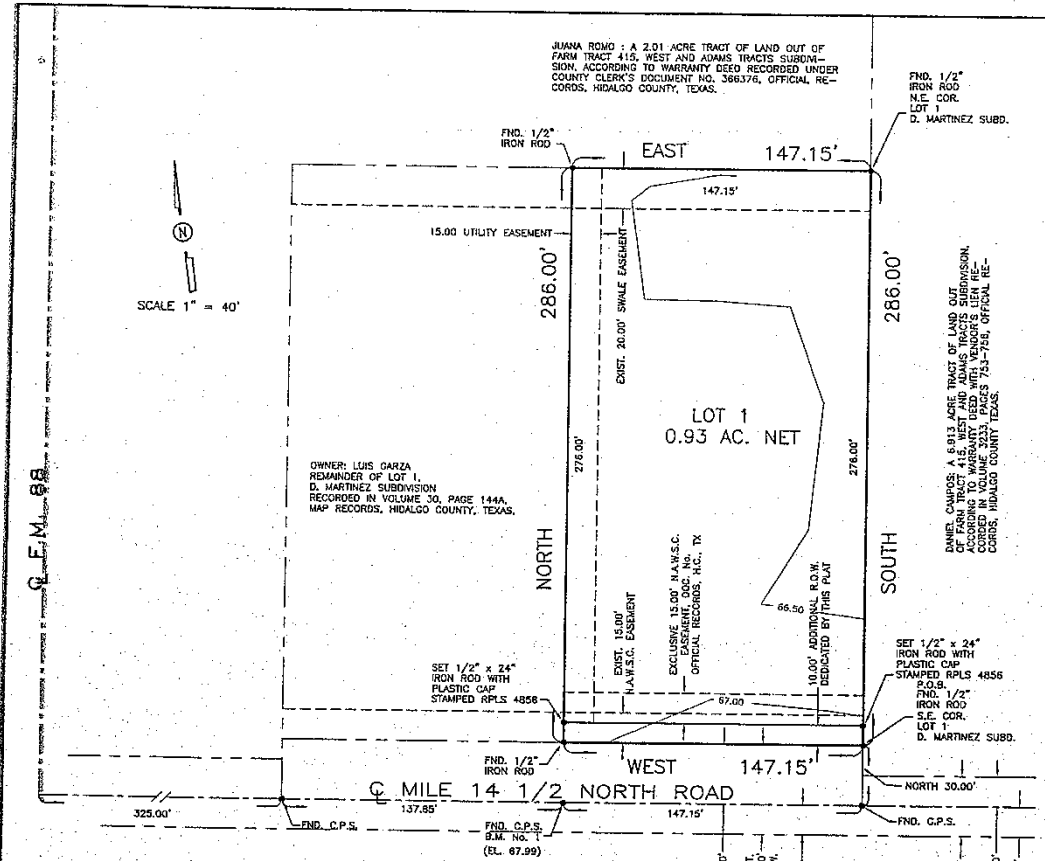 JUANA ROMO : A 2.01 ACRE TRACT OF LAND OUT OF
FARM TRACT 415, WEST AND ADAMS TRACTS SUBDIVI-
SION, ACCORDING TO WARRANTY DEED RECORDED UNDER
COUNTY CLERK'S DOCUMENT NO. 366376, OFFICIAL RE-
CORDS, HIDALGO COUNTY, TEXAS.
FND. 1/2"
IRON ROD
N.E. COR.
LOT 1
D. MARTINEZ SUBD.
FND. 1/2"
IRON ROD
EAST 147.15'
147.15'
N
SCALE 1" = 40'
15.00 UTILITY EASEMENT
EXIST. 20.00' SWALE EASEMENT
286.00'
286.00'
LOT 1
0.93 AC. NET
276.00'
276.00'
DANIEL CAMPOS: A 6.913 ACRE TRACT OF LAND OUT
OF FARM TRACT 415, WEST AND ADAMS TRACTS SUBDIVISION,
ACCORDING TO WARRANTY DEED WITH VENDOR'S LIEN RE-
CORDED IN VOLUME 3233, PAGES 753-756, OFFICIAL RE-
CORDS, HIDALGO COUNTY TEXAS.
OWNER: LUIS GARZA
REMAINDER OF LOT 1,
D. MARTINEZ SUBDIVISION
RECORDED IN VOLUME 30, PAGE 144A,
MAP RECORDS, HIDALGO COUNTY, TEXAS.
℄ F.M. 88
NORTH
SOUTH
EXIST. 15.00'
N.A.W.S.C. EASEMENT
EXCLUSIVE 15.00' N.A.W.S.C.
EASEMENT, DOC. No.
OFFICIAL RECORDS, H.C., TX
10.00' ADDITIONAL R.O.W.
DEDICATED BY THIS PLAT
66.50
67.00
SET 1/2" x 24"
IRON ROD WITH
PLASTIC CAP
STAMPED RPLS 4856
SET 1/2" x 24"
IRON ROD WITH
PLASTIC CAP
STAMPED RPLS 4856
P.O.B.
FND. 1/2"
IRON ROD
S.E. COR.
LOT 1
D. MARTINEZ SUBD.
FND. 1/2"
IRON ROD
WEST 147.15'
℄ MILE 14 1/2 NORTH ROAD
NORTH 30.00'
325.00'
137.85'
147.15'
FND. C.P.S.
FND. C.P.S.
B.M. No. 1
(EL. 67.99)
FND. C.P.S.